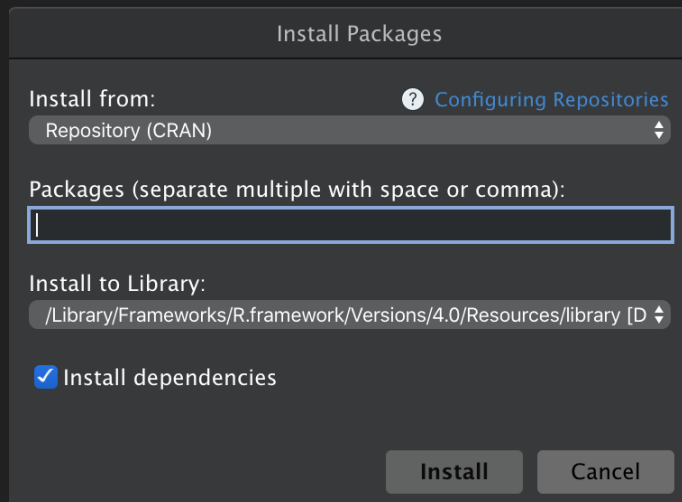 Install Packages
Install from:
? Configuring Repositories
Repository (CRAN)
Packages (separate multiple with space or comma):
Install to Library:
/Library/Frameworks/R.framework/Versions/4.0/Resources/library [D
Install dependencies
Install
Cancel